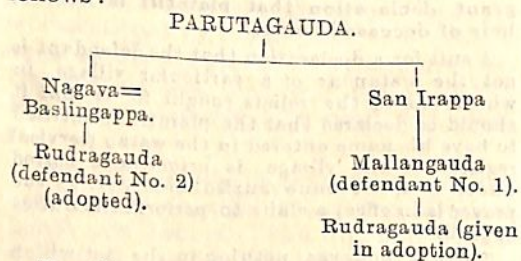 PARUTAGAUDA.
Nagava=
Baslingappa.
Rudragauda
(defendant No. 2)
(adopted).
San Irappa
Mallangauda
(defendant No. 1).
Rudragauda (given
in adoption).